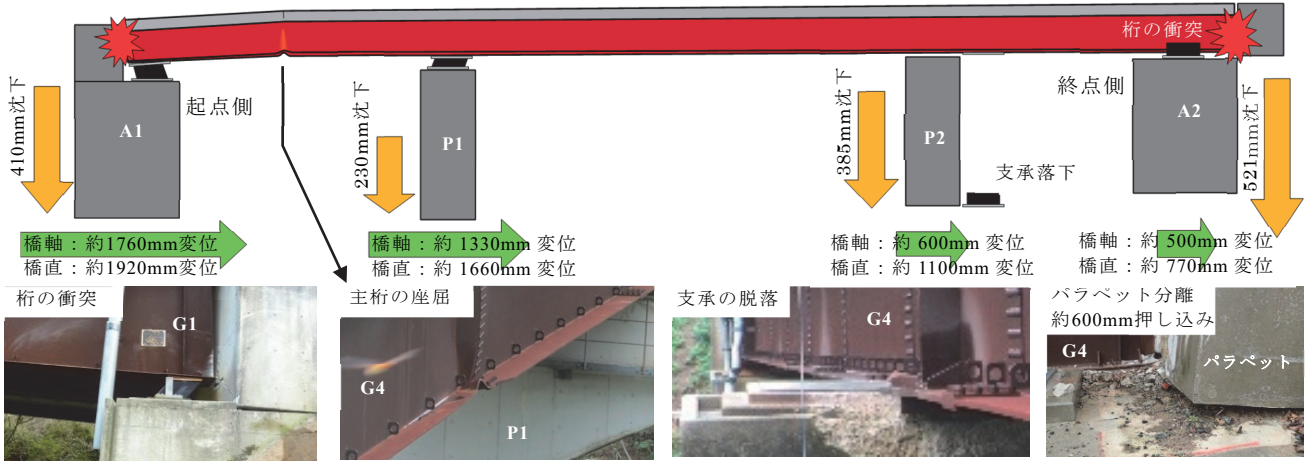 桁の衝突
起点側
終点側
410mm沈下
A1
230mm沈下
P1
385mm沈下
P2
支承落下
A2
521mm沈下
橋軸：約1760mm変位
橋直：約1920mm変位
橋軸：約 1330mm 変位
橋直：約 1660mm 変位
橋軸：約 600mm 変位
橋直：約 1100mm 変位
橋軸：約 500mm 変位
橋直：約 770mm 変位
桁の衝突
G1
主桁の座屈
G4
P1
支承の脱落
G4
パラペット分離
約600mm押し込み
G4
パラペット